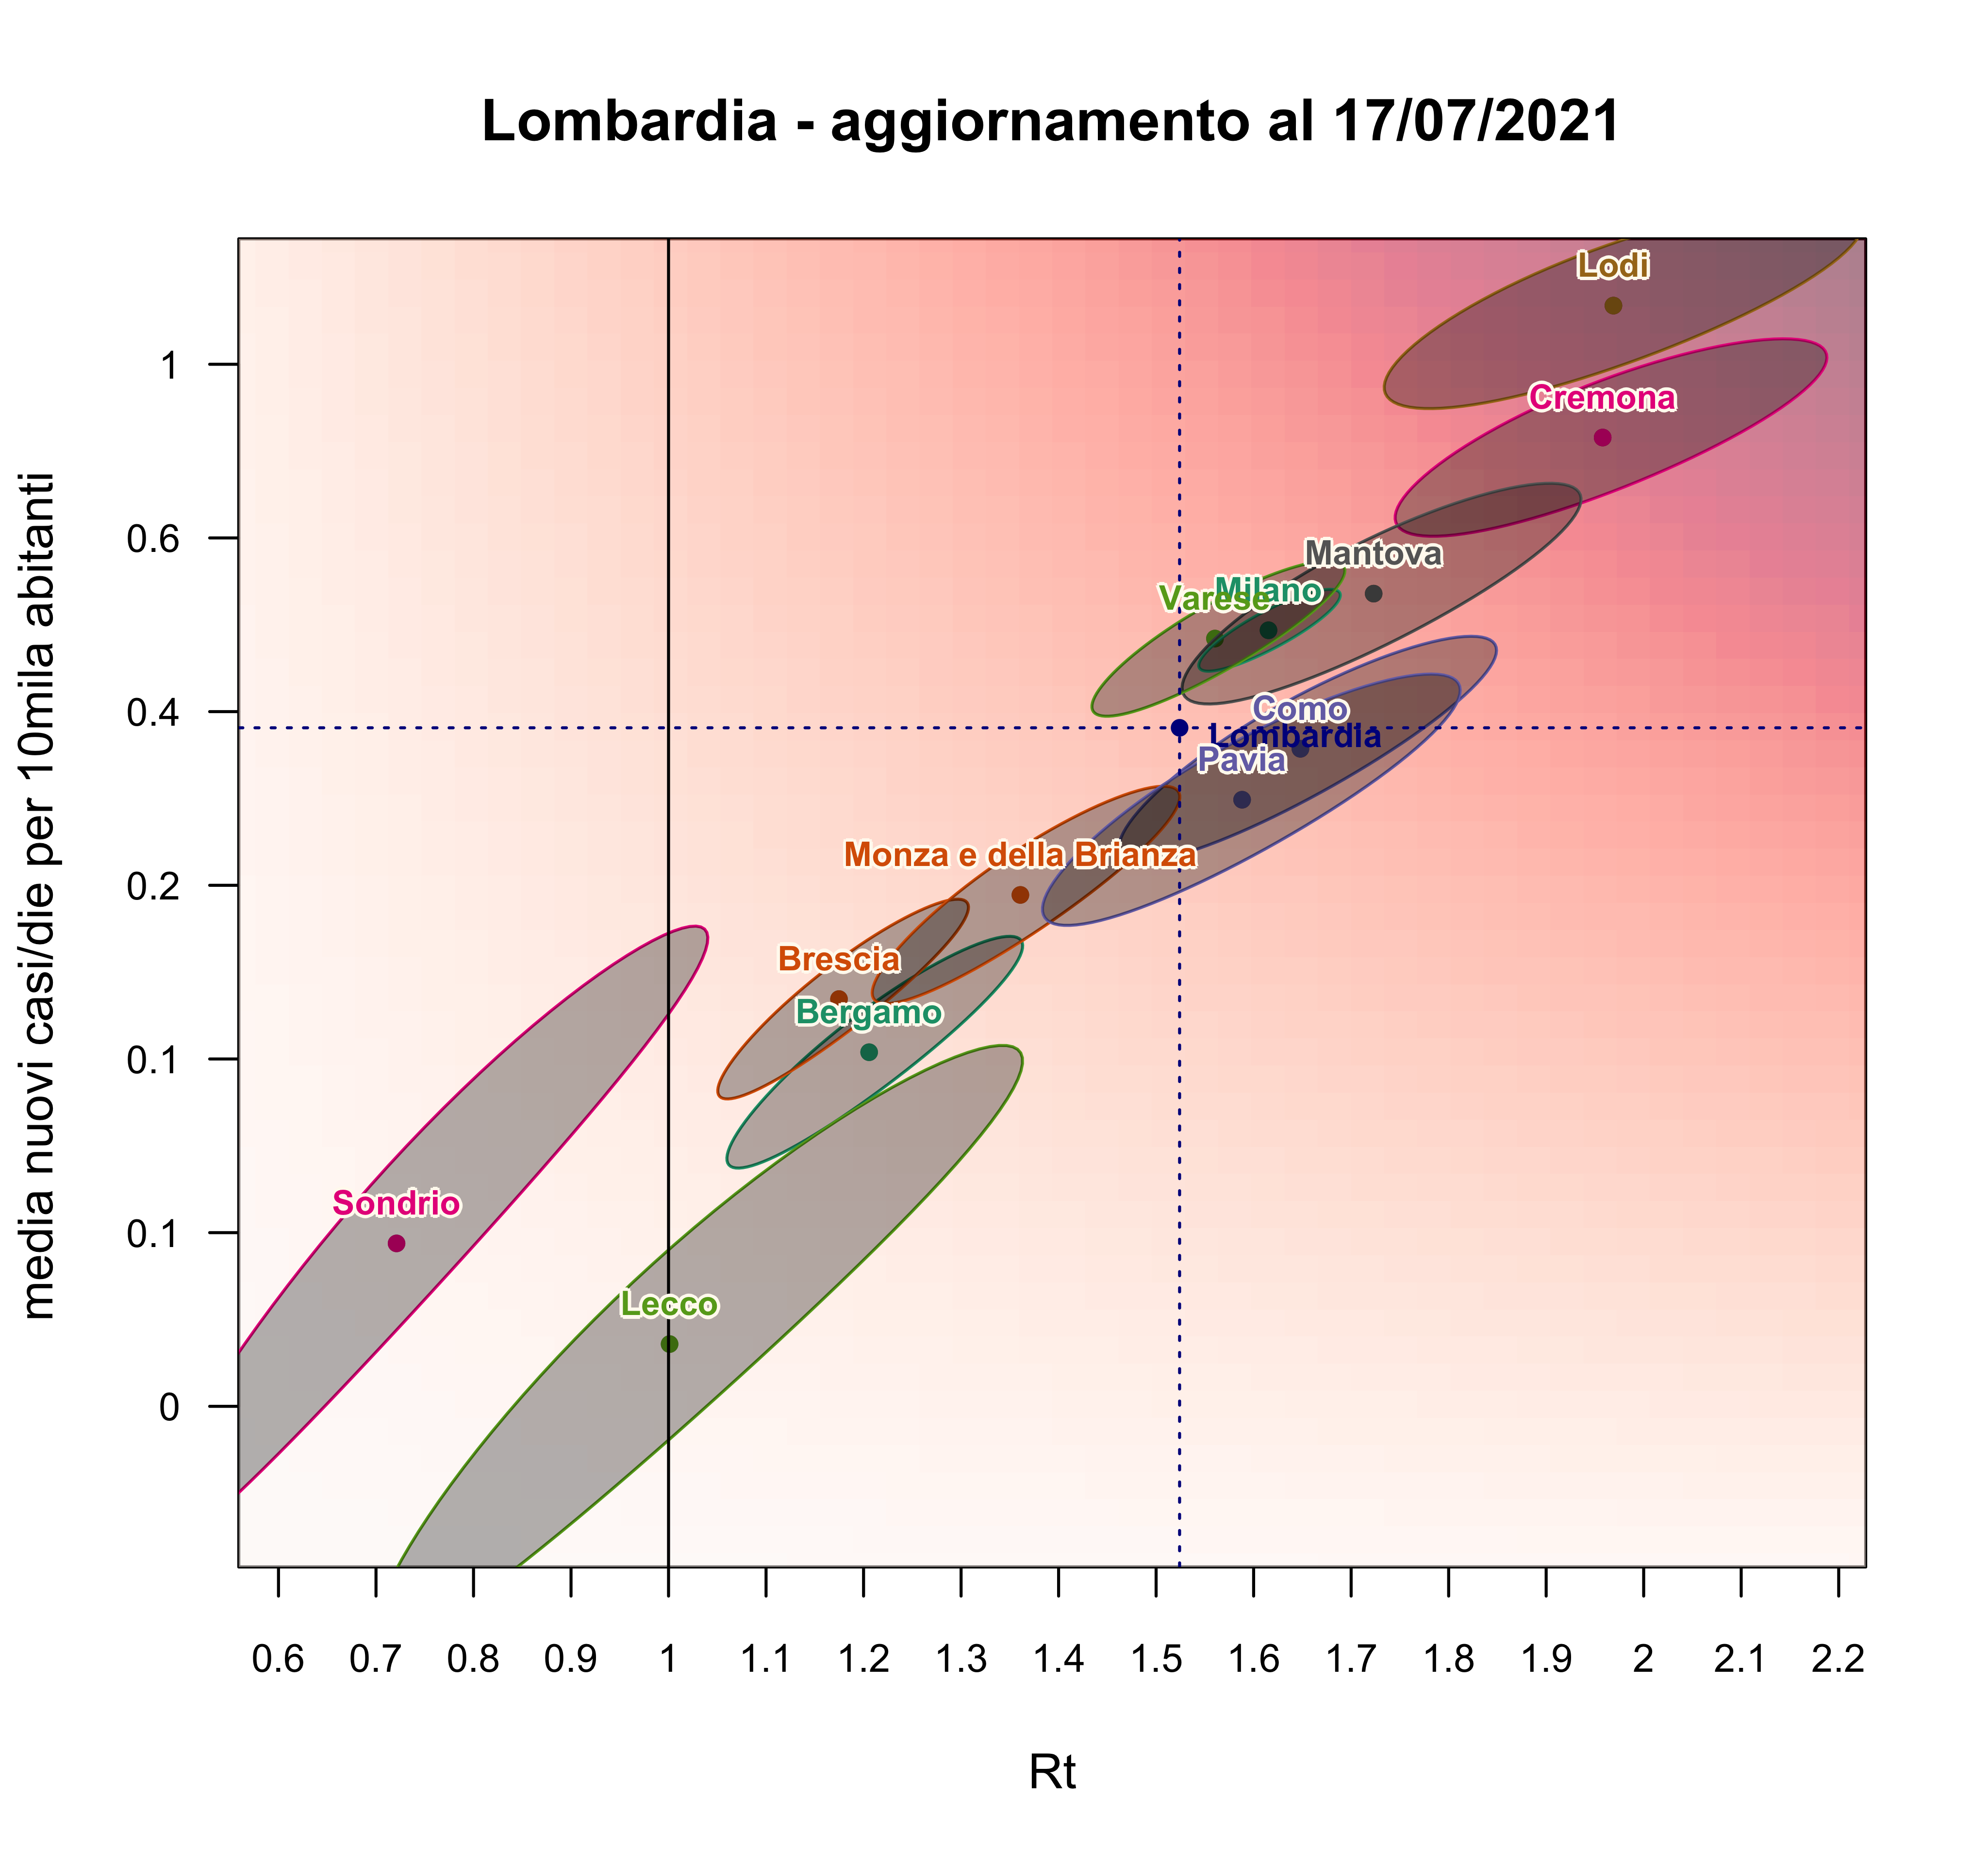 Lombardia - aggiornamento al 17/07/2021
media nuovi casi/die per 10mila abitanti
1
0.6
0.4
0.2
0.1
0.1
0
Lodi
Cremona
Mantova
Milano
Varese
Como
Lombardia
Pavia
Monza e della Brianza
Brescia
Bergamo
Sondrio
Lecco
0.6 0.7 0.8 0.9 1 1.1 1.2 1.3 1.4 1.5 1.6 1.7 1.8 1.9 2 2.1 2.2
Rt